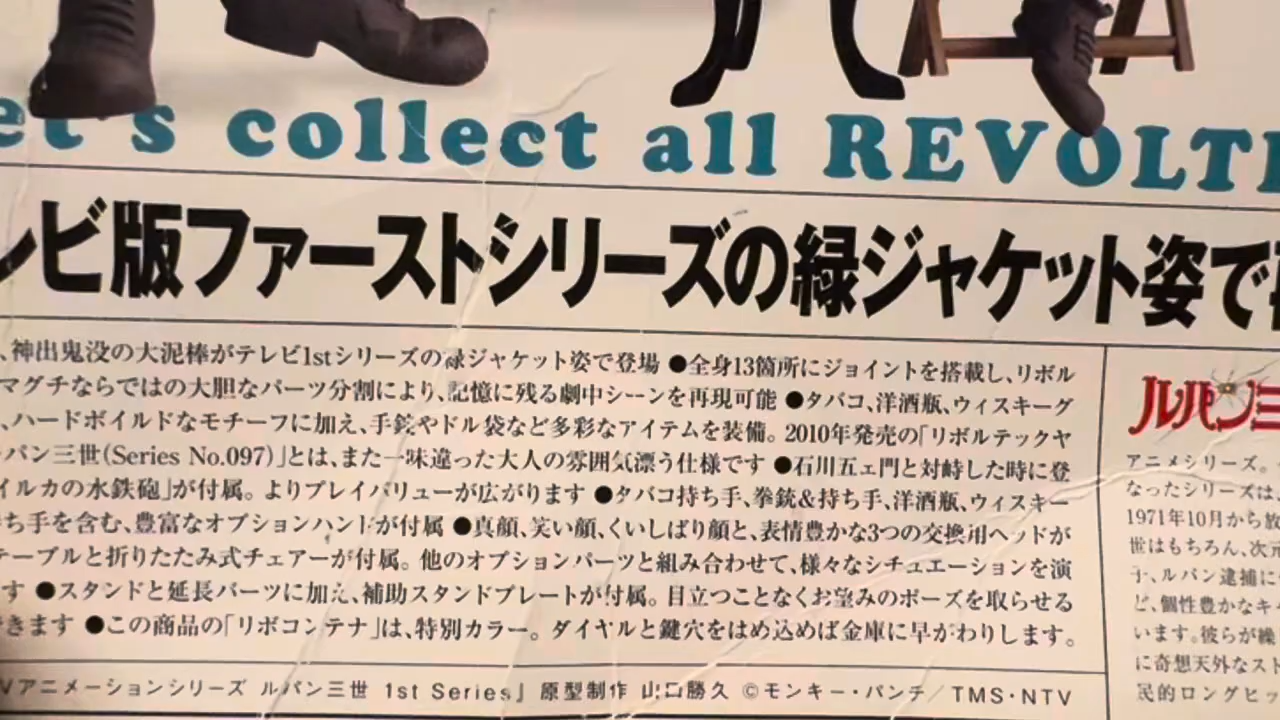 et's collect all REVOLT
レビ版ファーストシリーズの緑ジャケット姿で
、神出鬼没の大泥棒がテレビ1stシリーズの緑ジャケット姿で登場 ●全身13箇所にジョイントを搭載し、リボル
マグチならではの大胆なパーツ分割により、記憶に残る劇中シーンを再現可能 ●タバコ、洋酒瓶、ウィスキーグ
、ハードボイルドなモチーフに加え、手錠やドル袋など多彩なアイテムを装備。2010年発売の「リボルテックヤ
パン三世(Series No.097)」とは、また一味違った大人の雰囲気漂う仕様です ●石川五ェ門と対峙した時に登
イルカの水鉄砲」が付属。よりプレイバリューが広がります ●タバコ持ち手、拳銃&持ち手、洋酒瓶、ウィスキー
ち手を含む、豊富なオプションハンドが付属 ●真顔、笑い顔、くいしばり顔と、表情豊かな3つの交換用ヘッドが
テーブルと折りたたみ式チェアーが付属。他のオプションパーツと組み合わせて、様々なシチュエーションを演
す ●スタンドと延長パーツに加え、補助スタンドプレートが付属。目立つことなくお望みのポーズを取らせる
きます ●この商品の「リボコンテナ」は、特別カラー。ダイヤルと鍵穴をはめ込めば金庫に早がわりします。
Vアニメーションシリーズ ルパン三世 1st Series」 原型制作 山口勝久 ©モンキー・パンチ/TMS・NTV
ルパン三
アニメシリーズ。
なったシリーズは、
1971年10月から放
世はもちろん、次元
子、ルパン逮捕に
ど、個性豊かなキ
います。彼らが繰
に奇想天外なスト
民的ロングヒッ